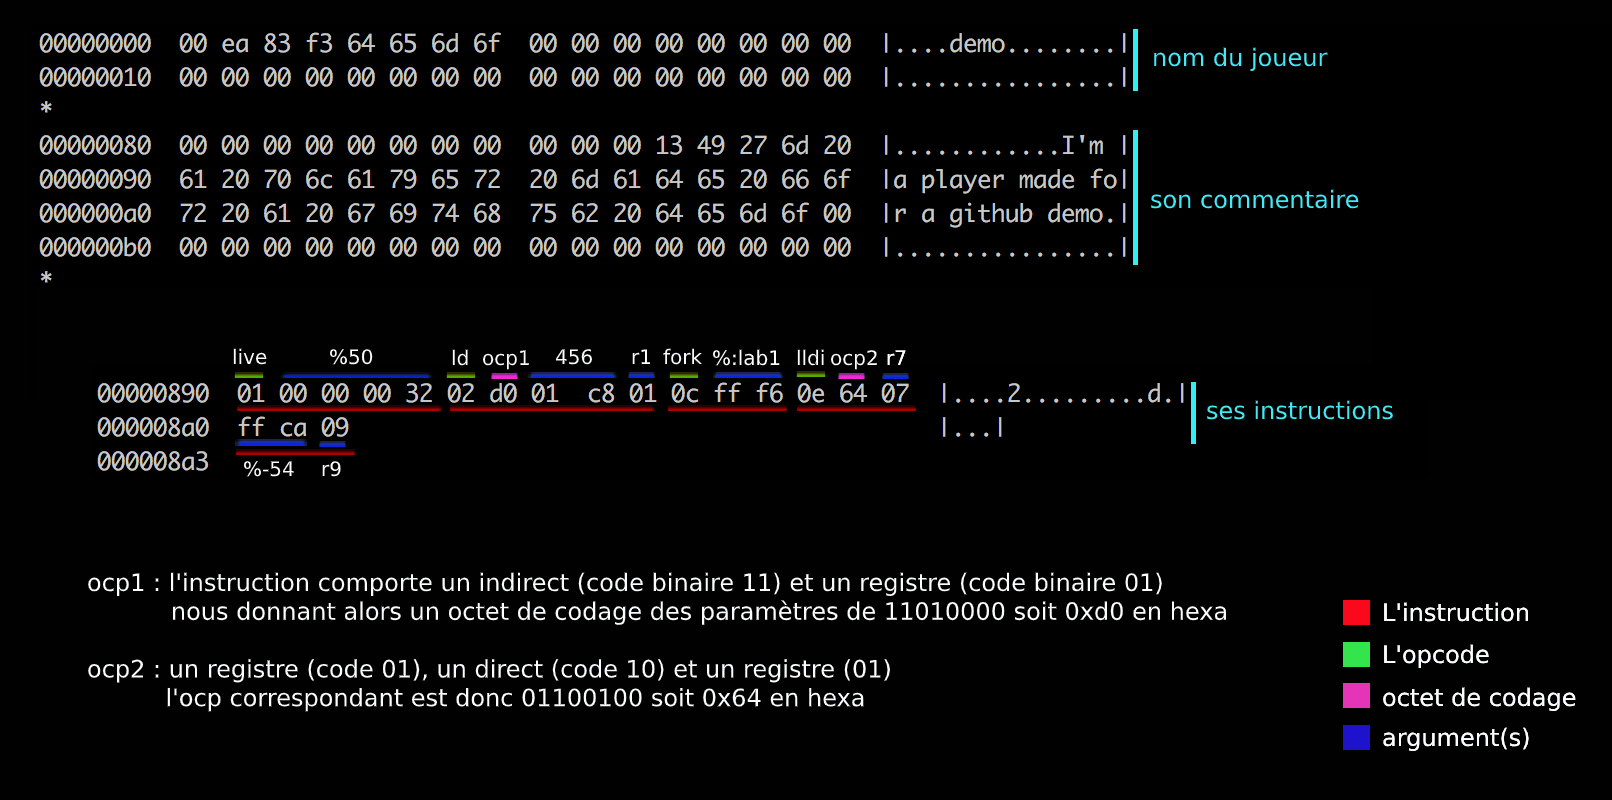 00000000  00 ea 83 f3 64 65 6d 6f  00 00 00 00 00 00 00 00  |....demo........|
nom du joueur
00000010  00 00 00 00 00 00 00 00  00 00 00 00 00 00 00 00  |................|
*
00000080  00 00 00 00 00 00 00 00  00 00 00 13 49 27 6d 20  |............I'm |
00000090  61 20 70 6c 61 79 65 72  20 6d 61 64 65 20 66 6f  |a player made fo|
son commentaire
000000a0  72 20 61 20 67 69 74 68  75 62 20 64 65 6d 6f 00  |r a github demo.|
000000b0  00 00 00 00 00 00 00 00  00 00 00 00 00 00 00 00  |................|
*
live %50 ld ocp1 456 r1 fork %:lab1 lldi ocp2 r7
00000890  01 00 00 00 32 02 d0 01  c8 01 0c ff f6 0e 64 07  |....2.........d.|
ses instructions
000008a0  ff ca 09  |...|
000008a3
%-54 r9
ocp1 : l'instruction comporte un indirect (code binaire 11) et un registre (code binaire 01)
nous donnant alors un octet de codage des paramètres de 11010000 soit 0xd0 en hexa
ocp2 : un registre (code 01), un direct (code 10) et un registre (01)
l'ocp correspondant est donc 01100100 soit 0x64 en hexa
L'instruction
L'opcode
octet de codage
argument(s)